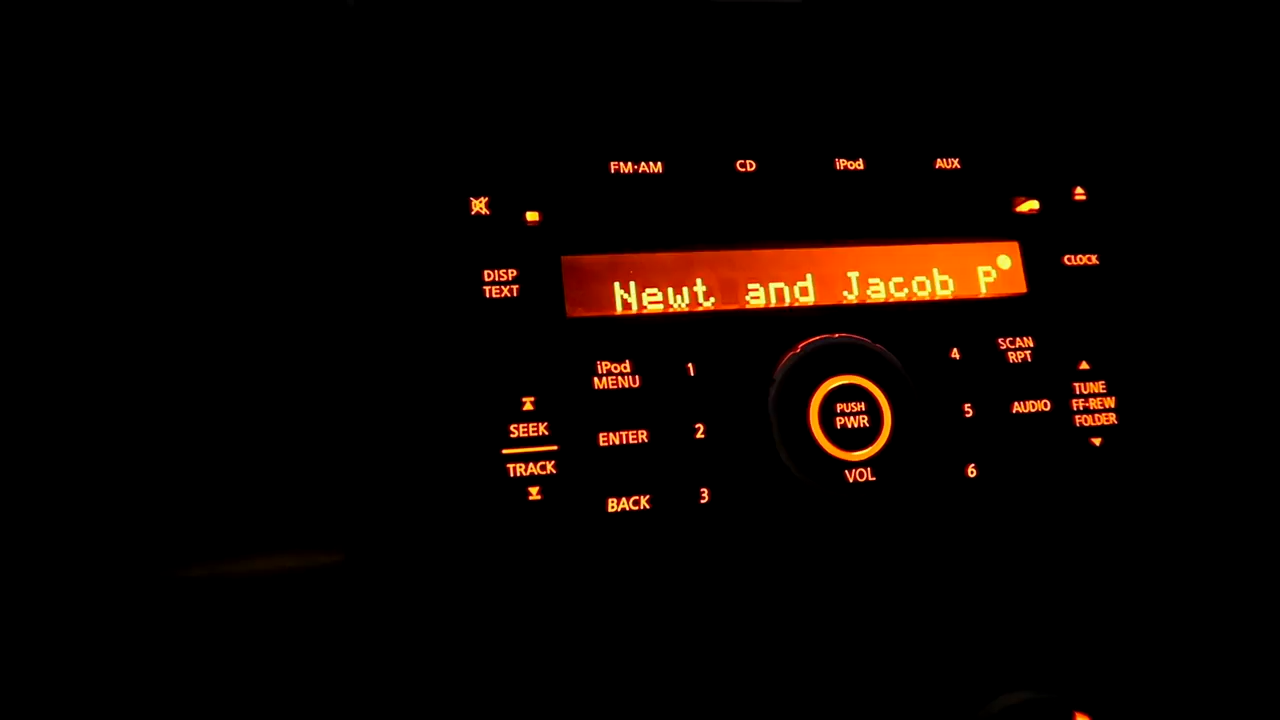 FM·AM CD iPod AUX
DISP
TEXT
CLOCK
Newt and Jacob P
iPod
MENU
1
4
SCAN
RPT
SEEK
TRACK
ENTER
2
PUSH
PWR
VOL
5
AUDIO
TUNE
FF·REW
FOLDER
BACK
3
6